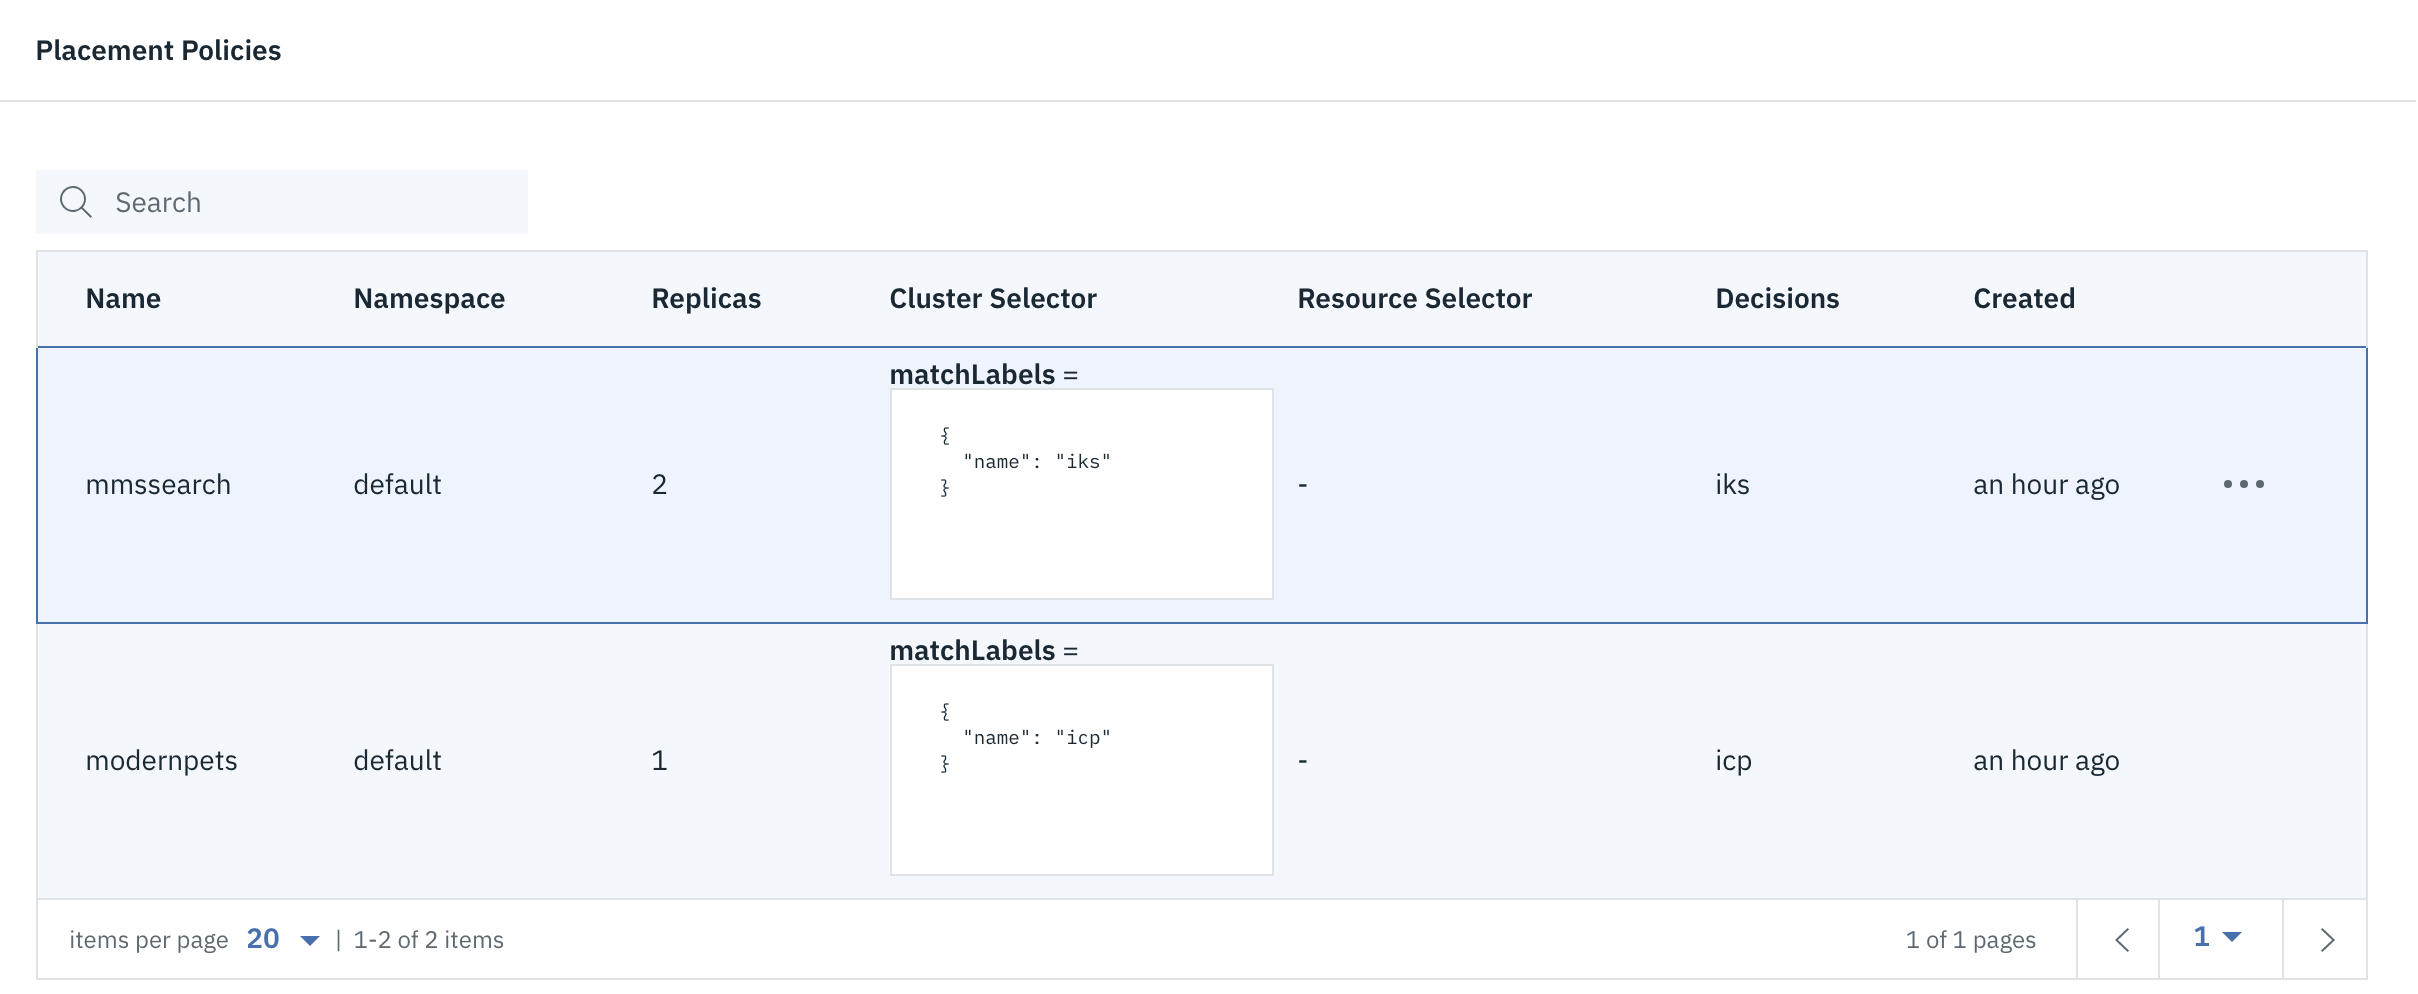 Placement Policies
Search
Name Namespace Replicas Cluster Selector Resource Selector Decisions Created
matchLabels =
{
"name": "iks"
}
mmssearch default 2 - iks an hour ago
matchLabels =
{
"name": "icp"
}
modernpets default 1 - icp an hour ago
items per page 20 | 1-2 of 2 items 1 of 1 pages 1